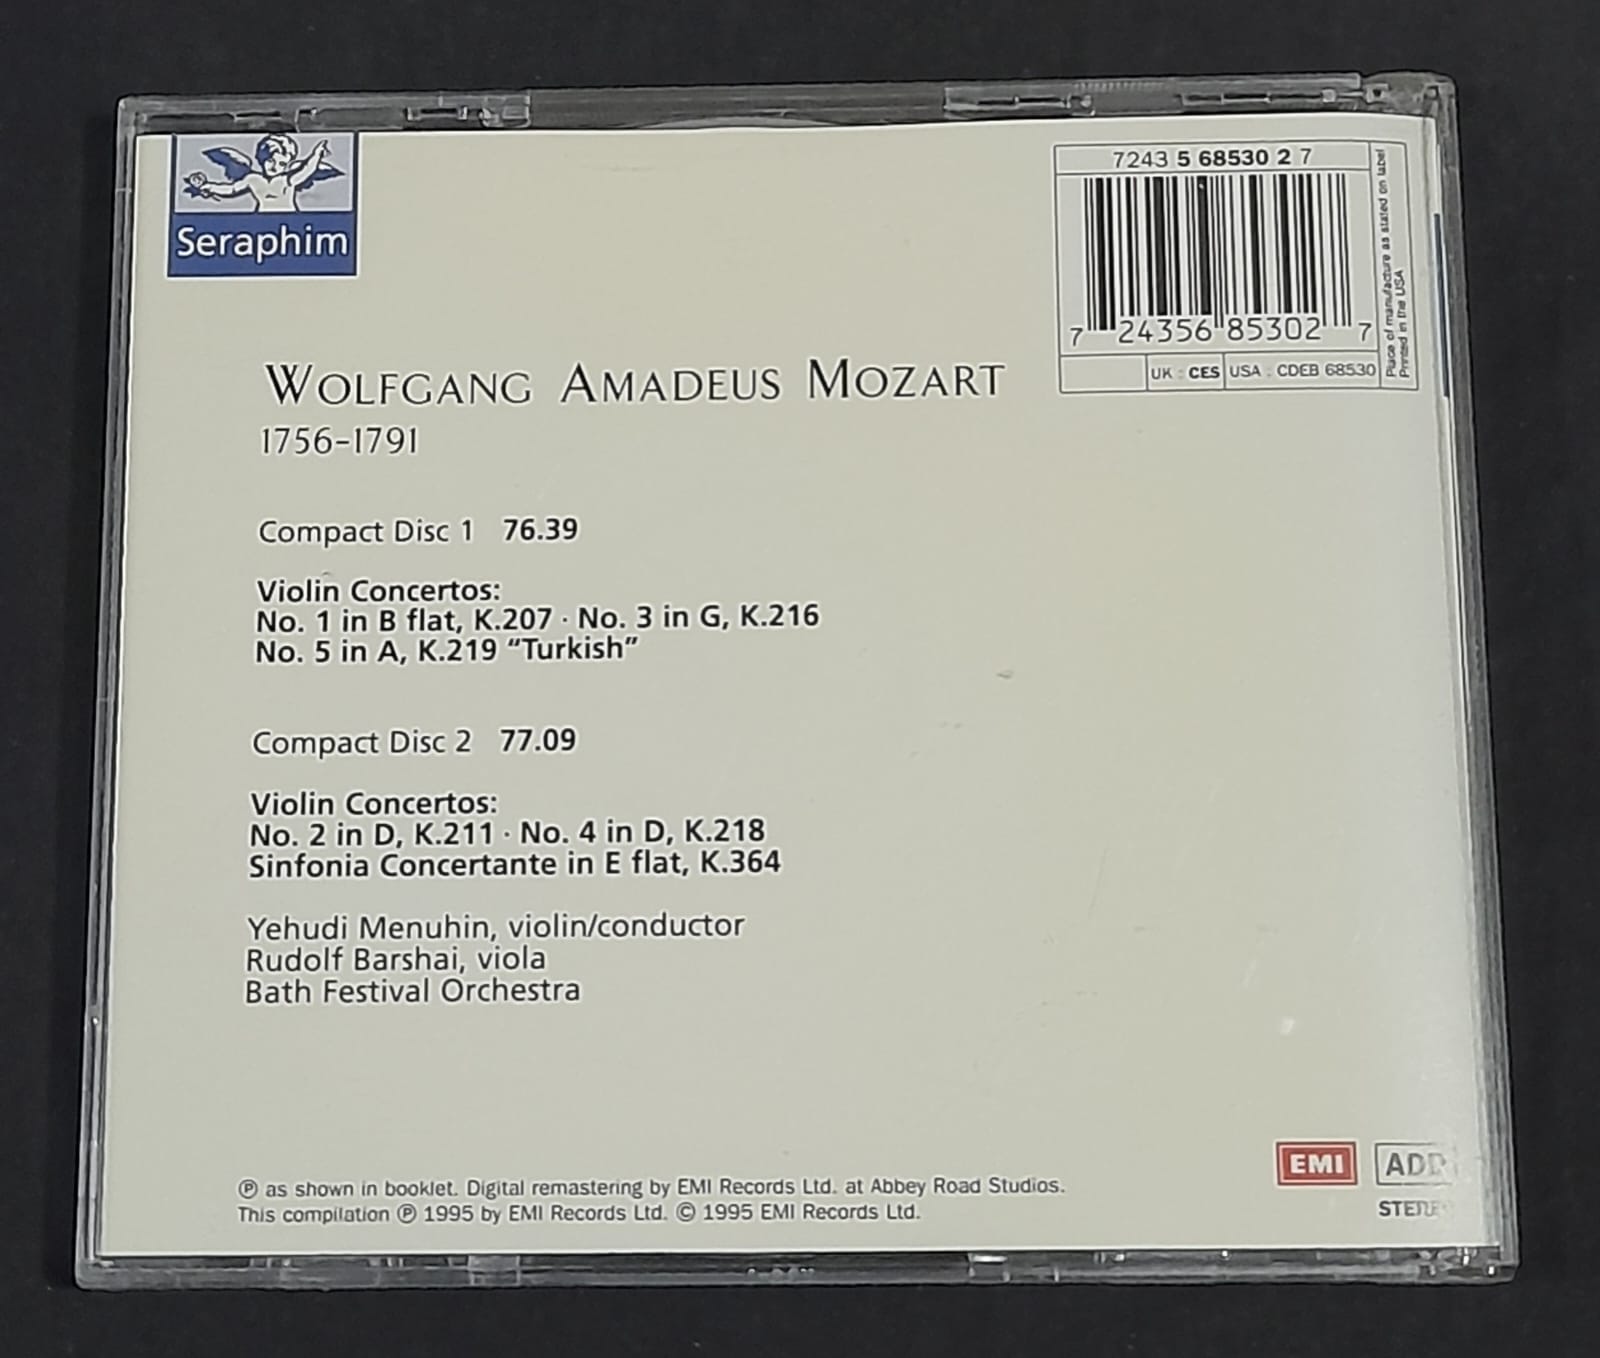 Seraphim
7243 5 68530 2 7
7 24356 85302 7
UK : CES USA : CDEB 68530
Place of manufacture as stated on label
Printed in the USA
WOLFGANG AMADEUS MOZART
1756-1791
Compact Disc 1 76.39
Violin Concertos:
No. 1 in B flat, K.207 · No. 3 in G, K.216
No. 5 in A, K.219 “Turkish”
Compact Disc 2 77.09
Violin Concertos:
No. 2 in D, K.211 · No. 4 in D, K.218
Sinfonia Concertante in E flat, K.364
Yehudi Menuhin, violin/conductor
Rudolf Barshai, viola
Bath Festival Orchestra
EMI
ADD
STEREO
℗ as shown in booklet. Digital remastering by EMI Records Ltd. at Abbey Road Studios.
This compilation ℗ 1995 by EMI Records Ltd. © 1995 EMI Records Ltd.